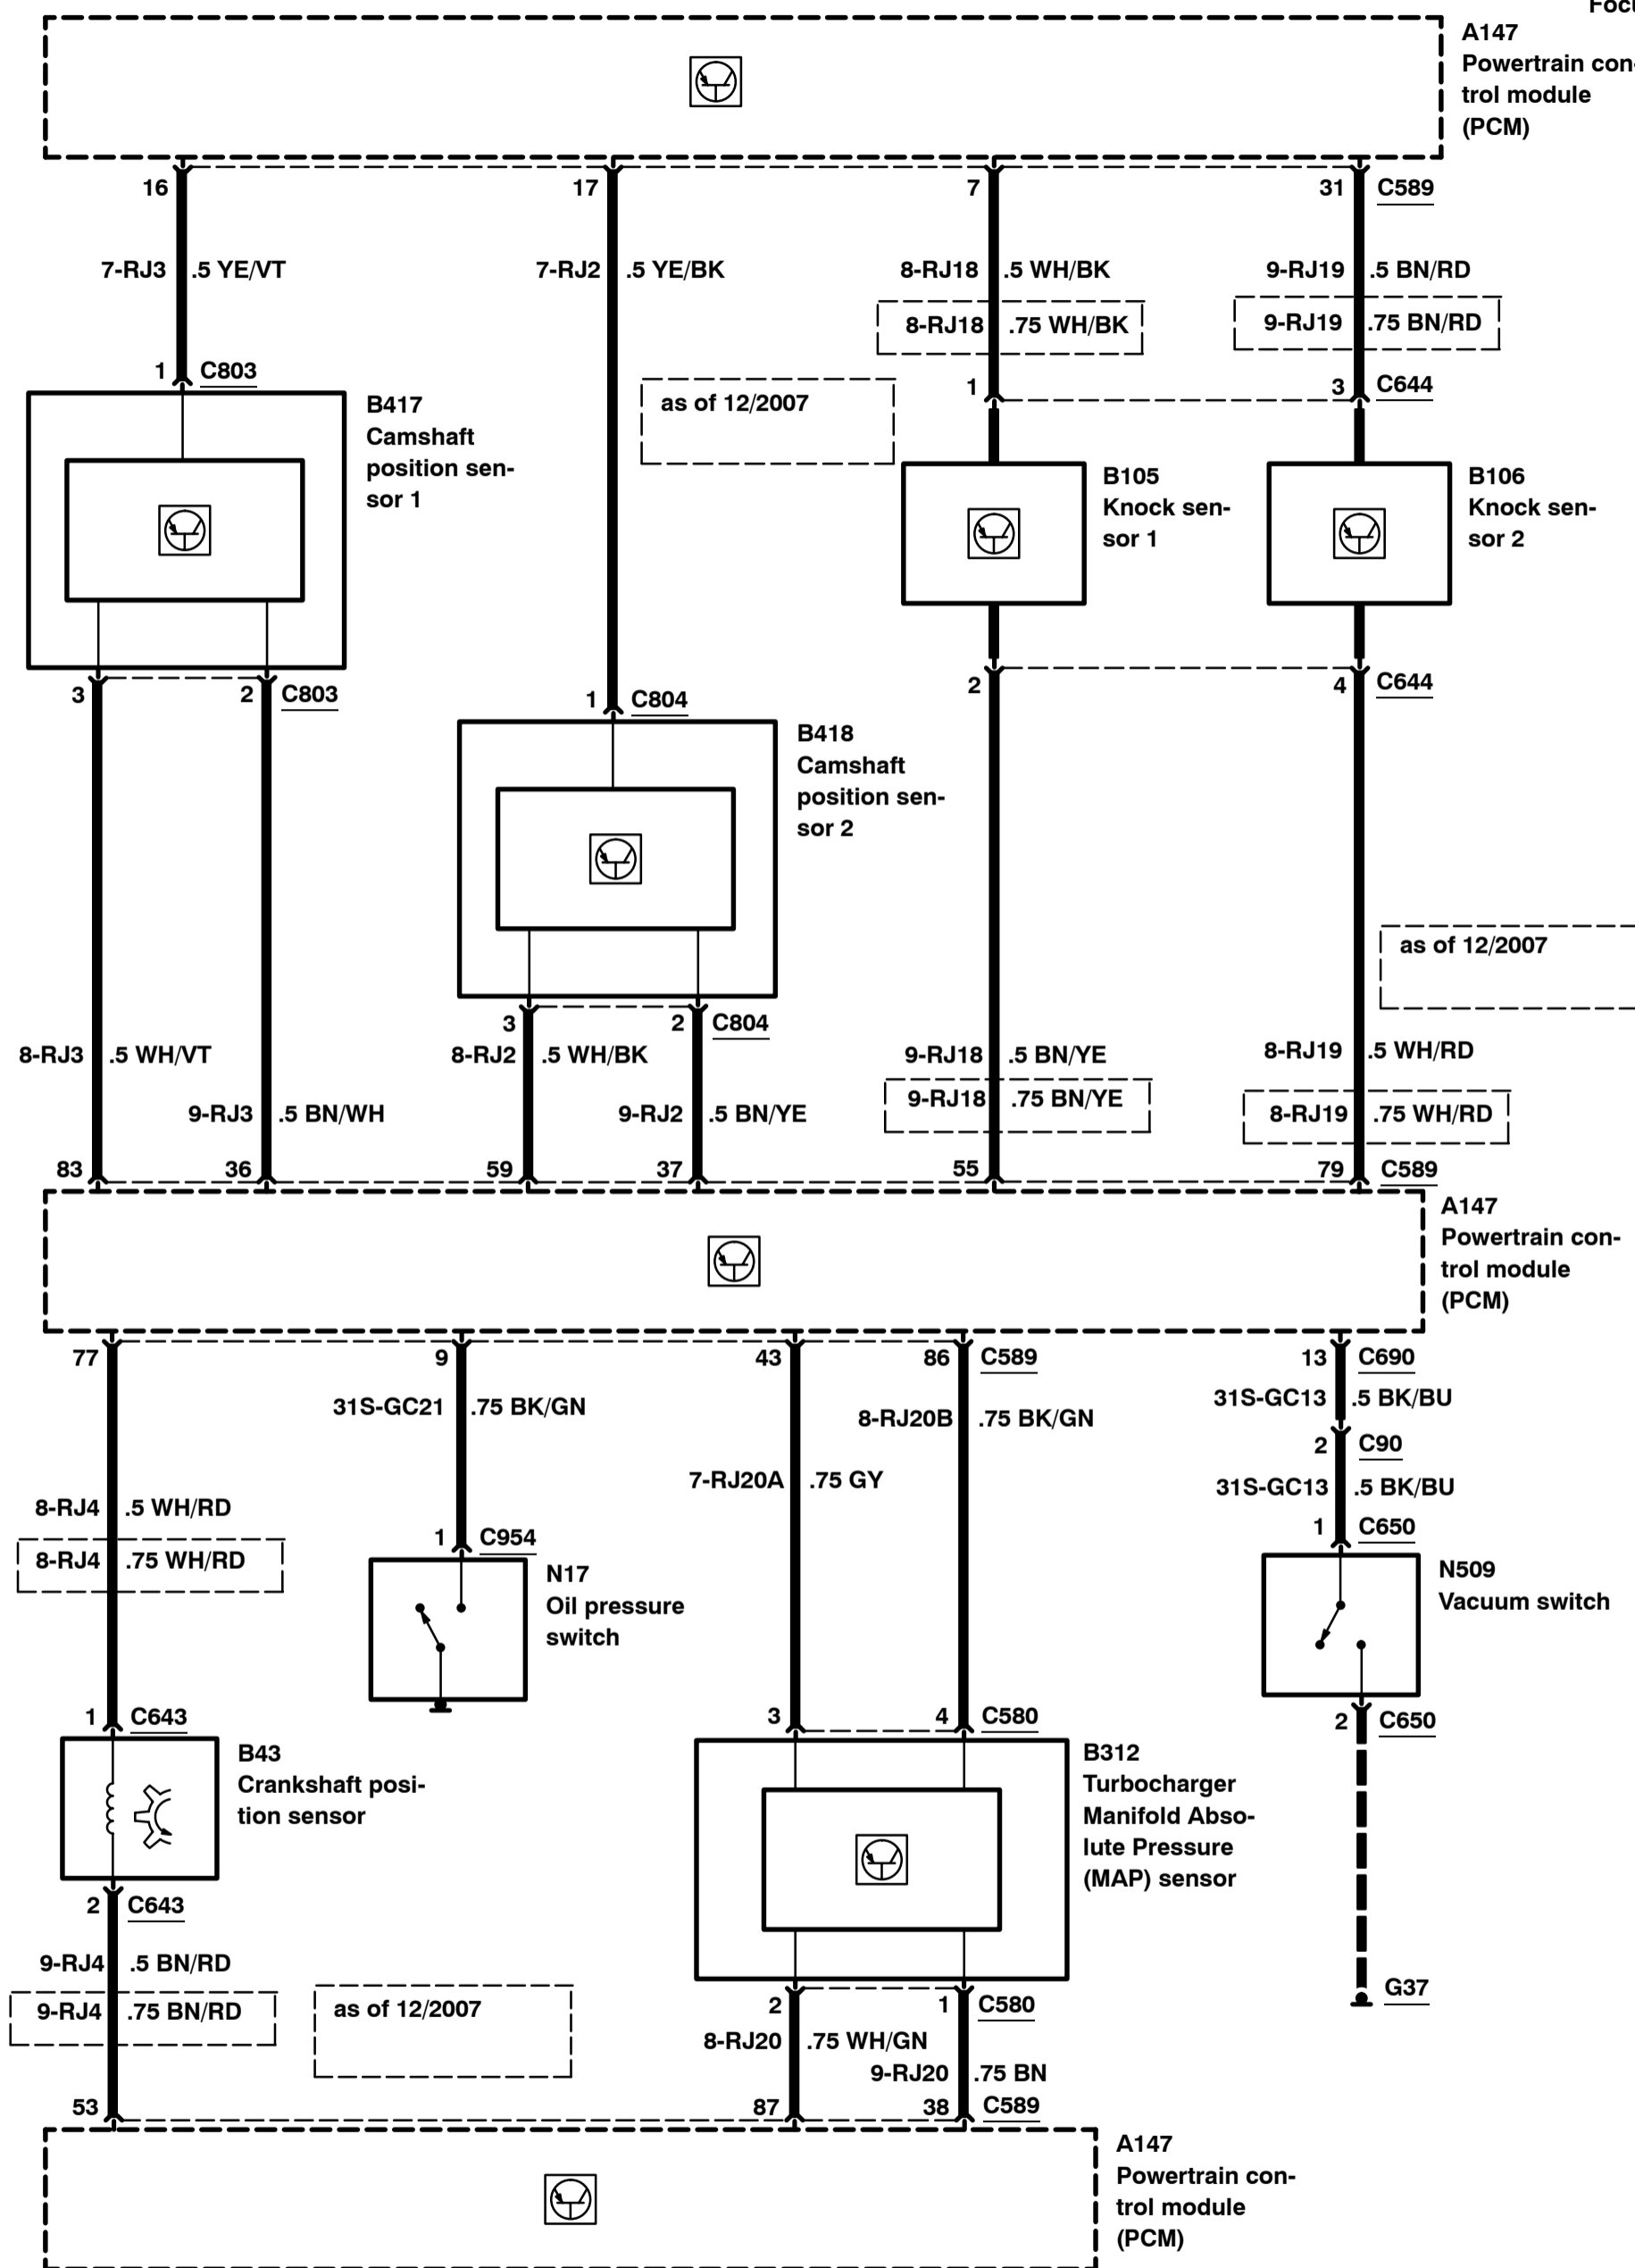 Focu
A147
Powertrain con-
trol module
(PCM)
16
17
7
31
C589
7-RJ3
.5 YE/VT
7-RJ2
.5 YE/BK
8-RJ18
.5 WH/BK
9-RJ19
.5 BN/RD
8-RJ18
.75 WH/BK
9-RJ19
.75 BN/RD
1
C803
1
3
C644
B417
Camshaft
position sen-
sor 1
as of 12/2007
B105
Knock sen-
sor 1
B106
Knock sen-
sor 2
3
2
C803
1
C804
2
4
C644
B418
Camshaft
position sen-
sor 2
as of 12/2007
3
2
C804
8-RJ3
.5 WH/VT
8-RJ2
.5 WH/BK
9-RJ18
.5 BN/YE
8-RJ19
.5 WH/RD
9-RJ3
.5 BN/WH
9-RJ2
.5 BN/YE
9-RJ18
.75 BN/YE
8-RJ19
.75 WH/RD
83
36
59
37
55
79
C589
A147
Powertrain con-
trol module
(PCM)
77
9
43
86
C589
13
C690
31S-GC21
.75 BK/GN
8-RJ20B
.75 BK/GN
31S-GC13
.5 BK/BU
2
C90
7-RJ20A
.75 GY
31S-GC13
.5 BK/BU
8-RJ4
.5 WH/RD
1
C954
1
C650
8-RJ4
.75 WH/RD
N17
Oil pressure
switch
N509
Vacuum switch
1
C643
3
4
C580
2
C650
B43
Crankshaft posi-
tion sensor
B312
Turbocharger
Manifold Abso-
lute Pressure
(MAP) sensor
2
C643
9-RJ4
.5 BN/RD
G37
9-RJ4
.75 BN/RD
as of 12/2007
2
1
C580
8-RJ20
.75 WH/GN
9-RJ20
.75 BN
53
87
38
C589
A147
Powertrain con-
trol module
(PCM)